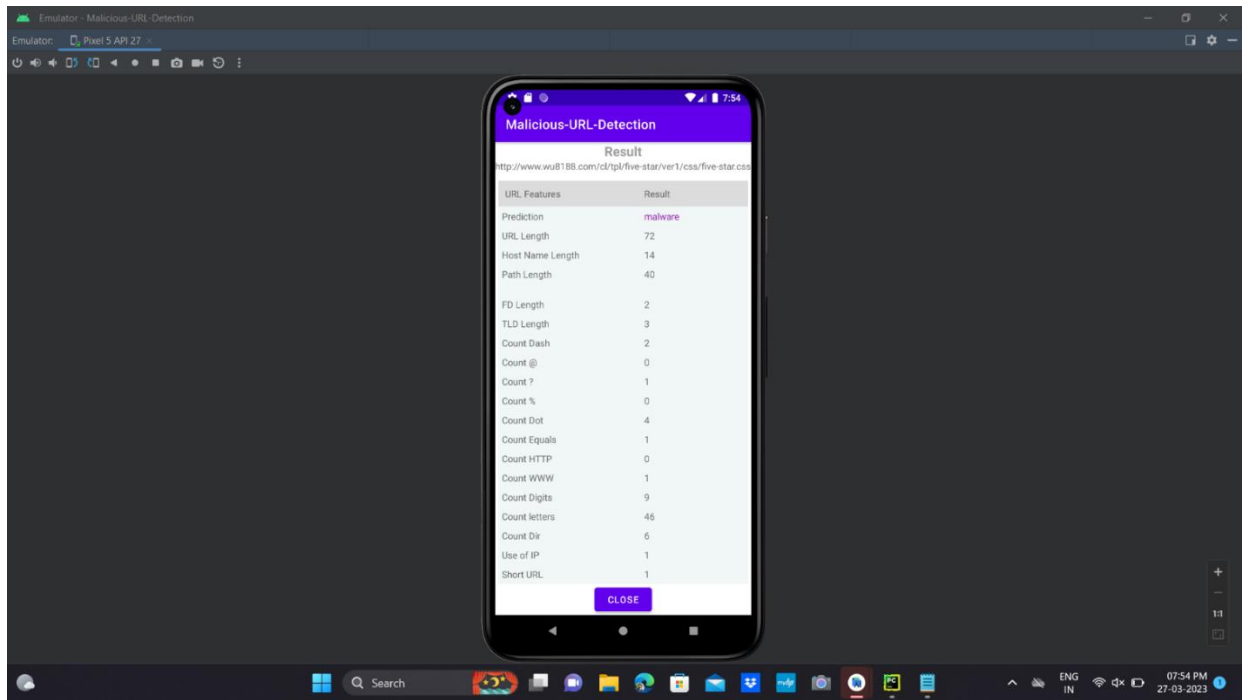 Emulator - Malicious-URL-Detection
Emulator: Pixel 5 API 27
7:54
Malicious-URL-Detection
Result
http://www.wu8188.com/cl/tpl/five-star/ver1/css/five-star.css
URL Features Result
Prediction malware
URL Length 72
Host Name Length 14
Path Length 40
FD Length 2
TLD Length 3
Count Dash 2
Count @ 0
Count ? 1
Count % 0
Count Dot 4
Count Equals 1
Count HTTP 0
Count WWW 1
Count Digits 9
Count letters 46
Count Dir 6
Use of IP 1
Short URL 1
CLOSE
1:1
Search
PC
ENG
IN
07:54 PM
27-03-2023
1